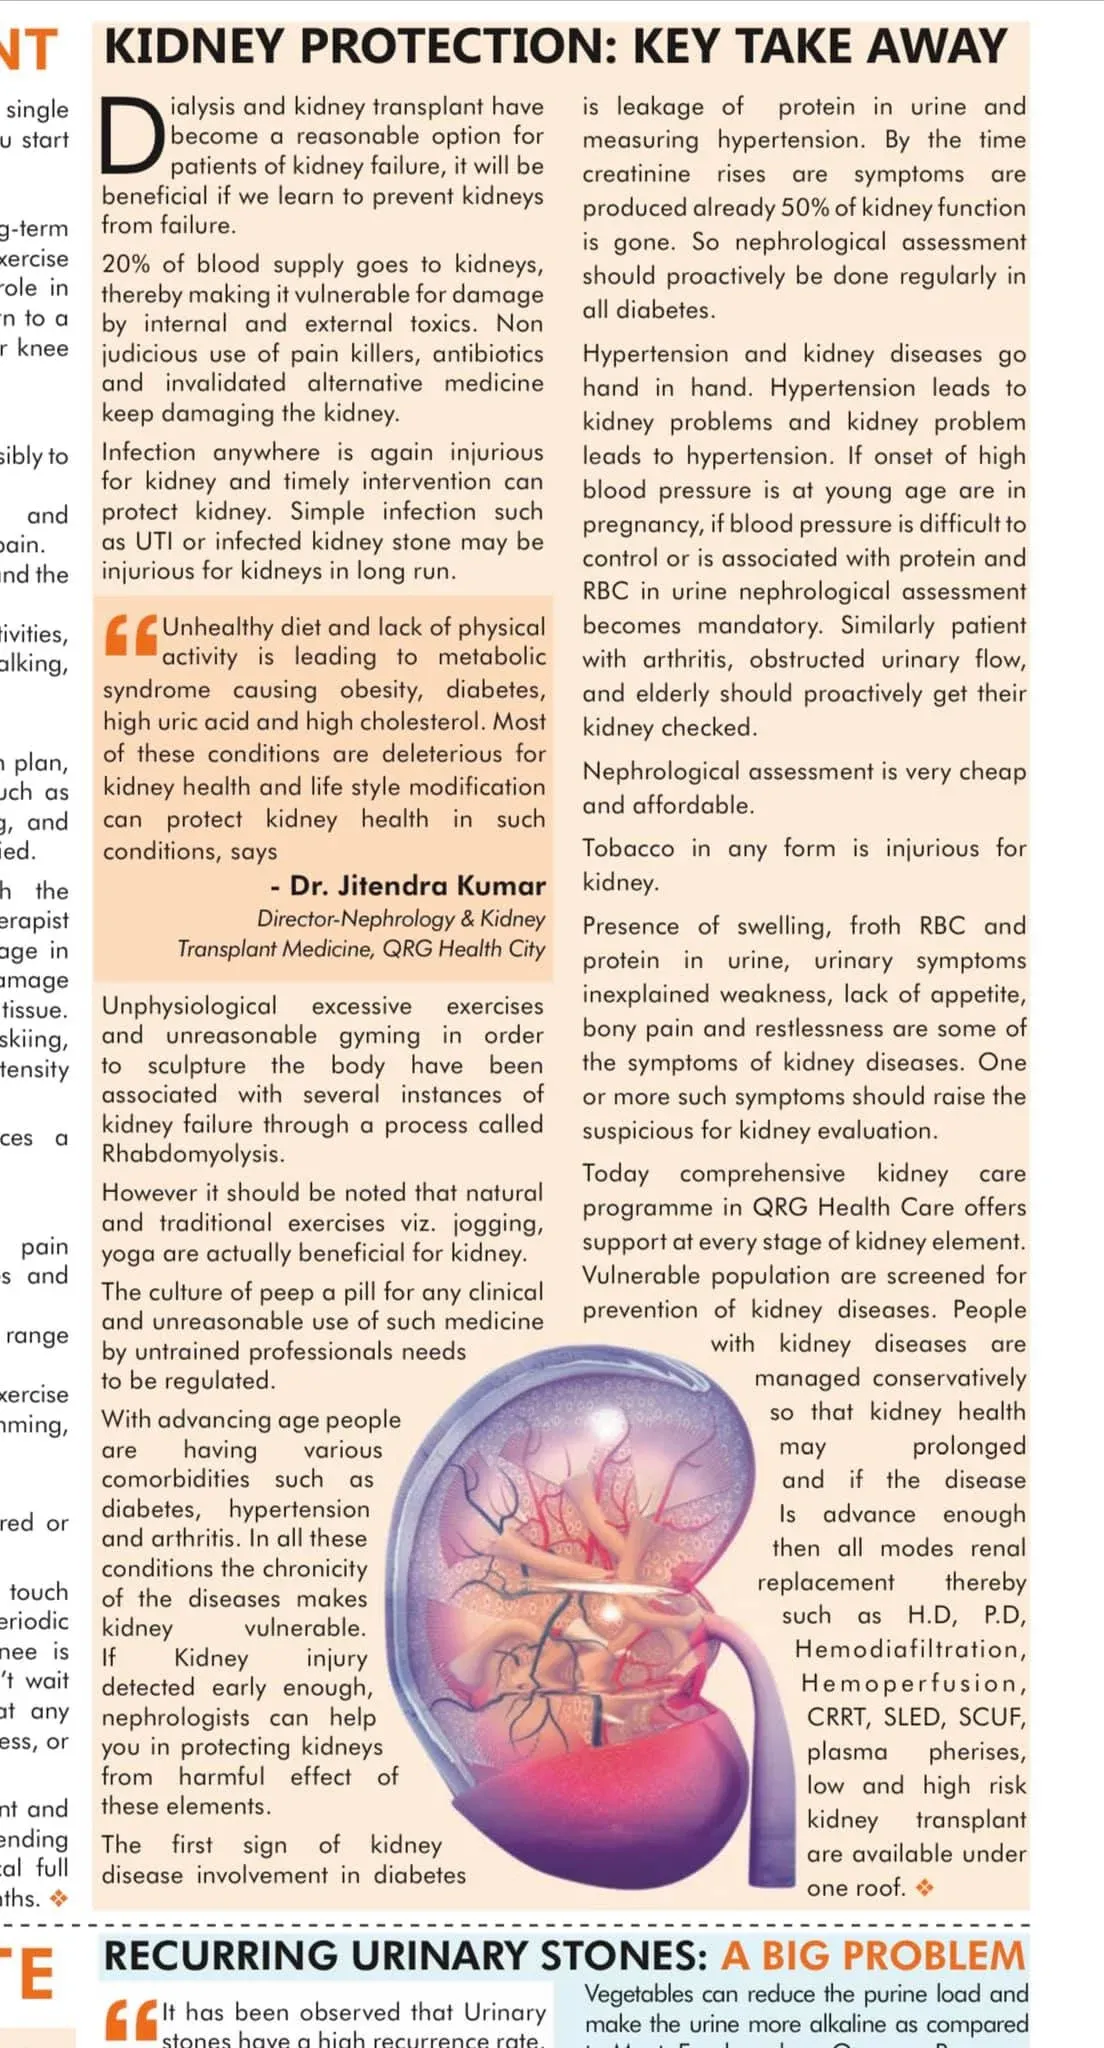 NT
single
u start
g-term
xercise
role in
rn to a
r knee
sibly to
and
pain.
and the
tivities,
alking,
n plan,
uch as
g, and
ied.
h the
erapist
age in
amage
tissue.
skiing,
tensity
ces a
pain
s and
range
xercise
nming,
red or
touch
eriodic
nee is
't wait
at any
ess, or
nt and
ending
cal full
ths.
TE
KIDNEY PROTECTION: KEY TAKE AWAY
Dialysis and kidney transplant have
become a reasonable option for
patients of kidney failure, it will be
beneficial if we learn to prevent kidneys
from failure.
20% of blood supply goes to kidneys,
thereby making it vulnerable for damage
by internal and external toxics. Non
judicious use of pain killers, antibiotics
and invalidated alternative medicine
keep damaging the kidney.
Infection anywhere is again injurious
for kidney and timely intervention can
protect kidney. Simple infection such
as UTI or infected kidney stone may be
injurious for kidneys in long run.
“Unhealthy diet and lack of physical
activity is leading to metabolic
syndrome causing obesity, diabetes,
high uric acid and high cholesterol. Most
of these conditions are deleterious for
kidney health and life style modification
can protect kidney health in such
conditions, says
- Dr. Jitendra Kumar
Director-Nephrology & Kidney
Transplant Medicine, QRG Health City
Unphysiological excessive exercises
and unreasonable gyming in order
to sculpture the body have been
associated with several instances of
kidney failure through a process called
Rhabdomyolysis.
However it should be noted that natural
and traditional exercises viz. jogging,
yoga are actually beneficial for kidney.
The culture of peep a pill for any clinical
and unreasonable use of such medicine
by untrained professionals needs
to be regulated.
With advancing age people
are having various
comorbidities such as
diabetes, hypertension
and arthritis. In all these
conditions the chronicity
of the diseases makes
kidney vulnerable.
If Kidney injury
detected early enough,
nephrologists can help
you in protecting kidneys
from harmful effect of
these elements.
The first sign of kidney
disease involvement in diabetes
is leakage of protein in urine and
measuring hypertension. By the time
creatinine rises are symptoms are
produced already 50% of kidney function
is gone. So nephrological assessment
should proactively be done regularly in
all diabetes.
Hypertension and kidney diseases go
hand in hand. Hypertension leads to
kidney problems and kidney problem
leads to hypertension. If onset of high
blood pressure is at young age are in
pregnancy, if blood pressure is difficult to
control or is associated with protein and
RBC in urine nephrological assessment
becomes mandatory. Similarly patient
with arthritis, obstructed urinary flow,
and elderly should proactively get their
kidney checked.
Nephrological assessment is very cheap
and affordable.
Tobacco in any form is injurious for
kidney.
Presence of swelling, froth RBC and
protein in urine, urinary symptoms
inexplained weakness, lack of appetite,
bony pain and restlessness are some of
the symptoms of kidney diseases. One
or more such symptoms should raise the
suspicious for kidney evaluation.
Today comprehensive kidney care
programme in QRG Health Care offers
support at every stage of kidney element.
Vulnerable population are screened for
prevention of kidney diseases. People
with kidney diseases are
managed conservatively
so that kidney health
may prolonged
and if the disease
Is advance enough
then all modes renal
replacement thereby
such as H.D, P.D,
Hemodiafiltration,
Hemoperfusion,
CRRT, SLED, SCUF,
plasma pherises,
low and high risk
kidney transplant
are available under
one roof.
RECURRING URINARY STONES: A BIG PROBLEM
“It has been observed that Urinary
stones have a high recurrence rate.
Vegetables can reduce the purine load and
make the urine more alkaline as compared